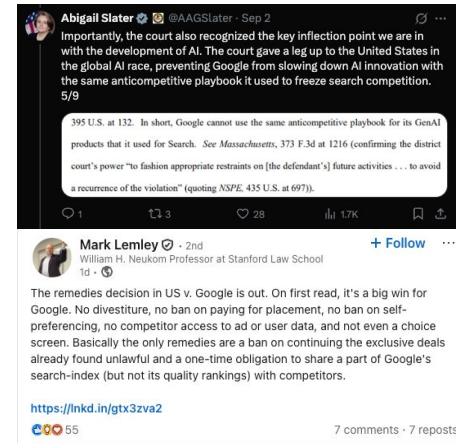 Abigail Slater @AAGSlater · Sep 2
Importantly, the court also recognized the key inflection point we are in
with the development of AI. The court gave a leg up to the United States in
the global AI race, preventing Google from slowing down AI innovation with
the same anticompetitive playbook it used to freeze search competition.
5/9
395 U.S. at 132. In short, Google cannot use the same anticompetitive playbook for its GenAI
products that it used for Search. See Massachusetts, 373 F.3d at 1216 (confirming the district
court's power "to fashion appropriate restraints on [the defendant's] future activities . . . to avoid
a recurrence of the violation" (quoting NSPE, 435 U.S. at 697)).
1 3 28 1.7K
Mark Lemley · 2nd
+ Follow ...
William H. Neukom Professor at Stanford Law School
1d ·
The remedies decision in US v. Google is out. On first read, it's a big win for
Google. No divestiture, no ban on paying for placement, no ban on self-
preferencing, no competitor access to ad or user data, and not even a choice
screen. Basically the only remedies are a ban on continuing the exclusive deals
already found unlawful and a one-time obligation to share a part of Google's
search-index (but not its quality rankings) with competitors.
https://lnkd.in/gtx3zva2
55
7 comments · 7 reposts